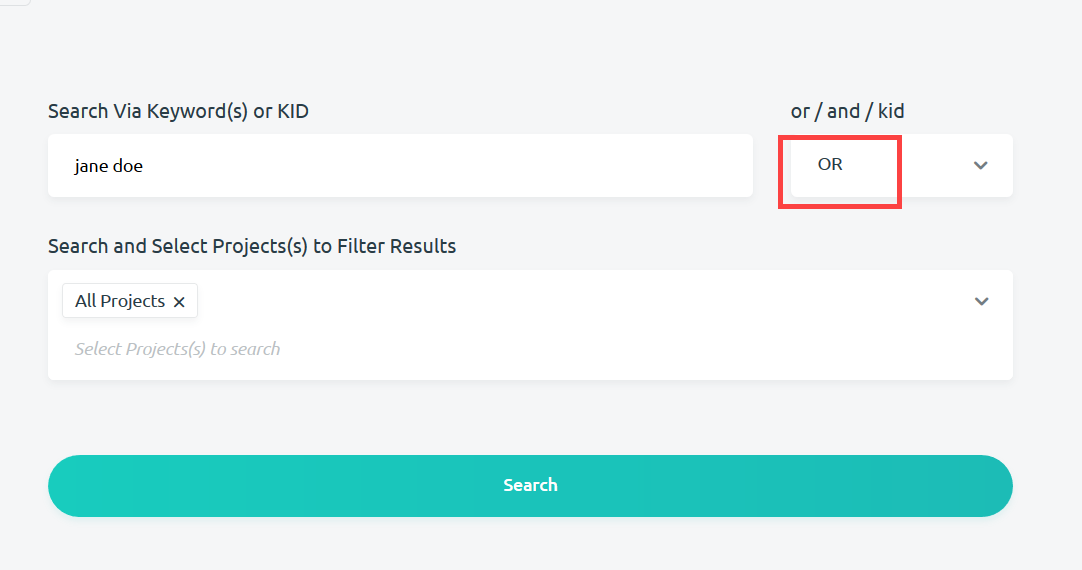 Search Via Keyword(s) or KID
or / and / kid
jane doe
OR
Search and Select Projects(s) to Filter Results
All Projects ×
Select Projects(s) to search
Search